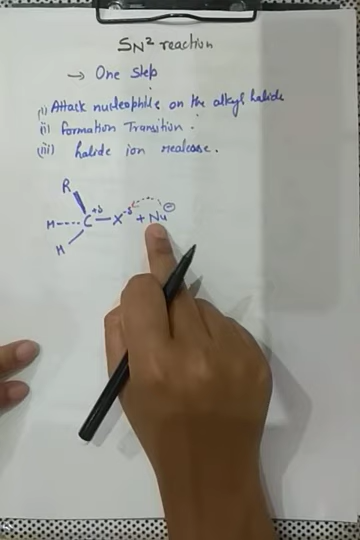 SN² reaction
→ One step
(i) Attack nucleophile on the alkyl halide
(ii) formation Transition.
(iii) halide ion realease.
R
H---C+δ—X-δ + Nu⊖
H